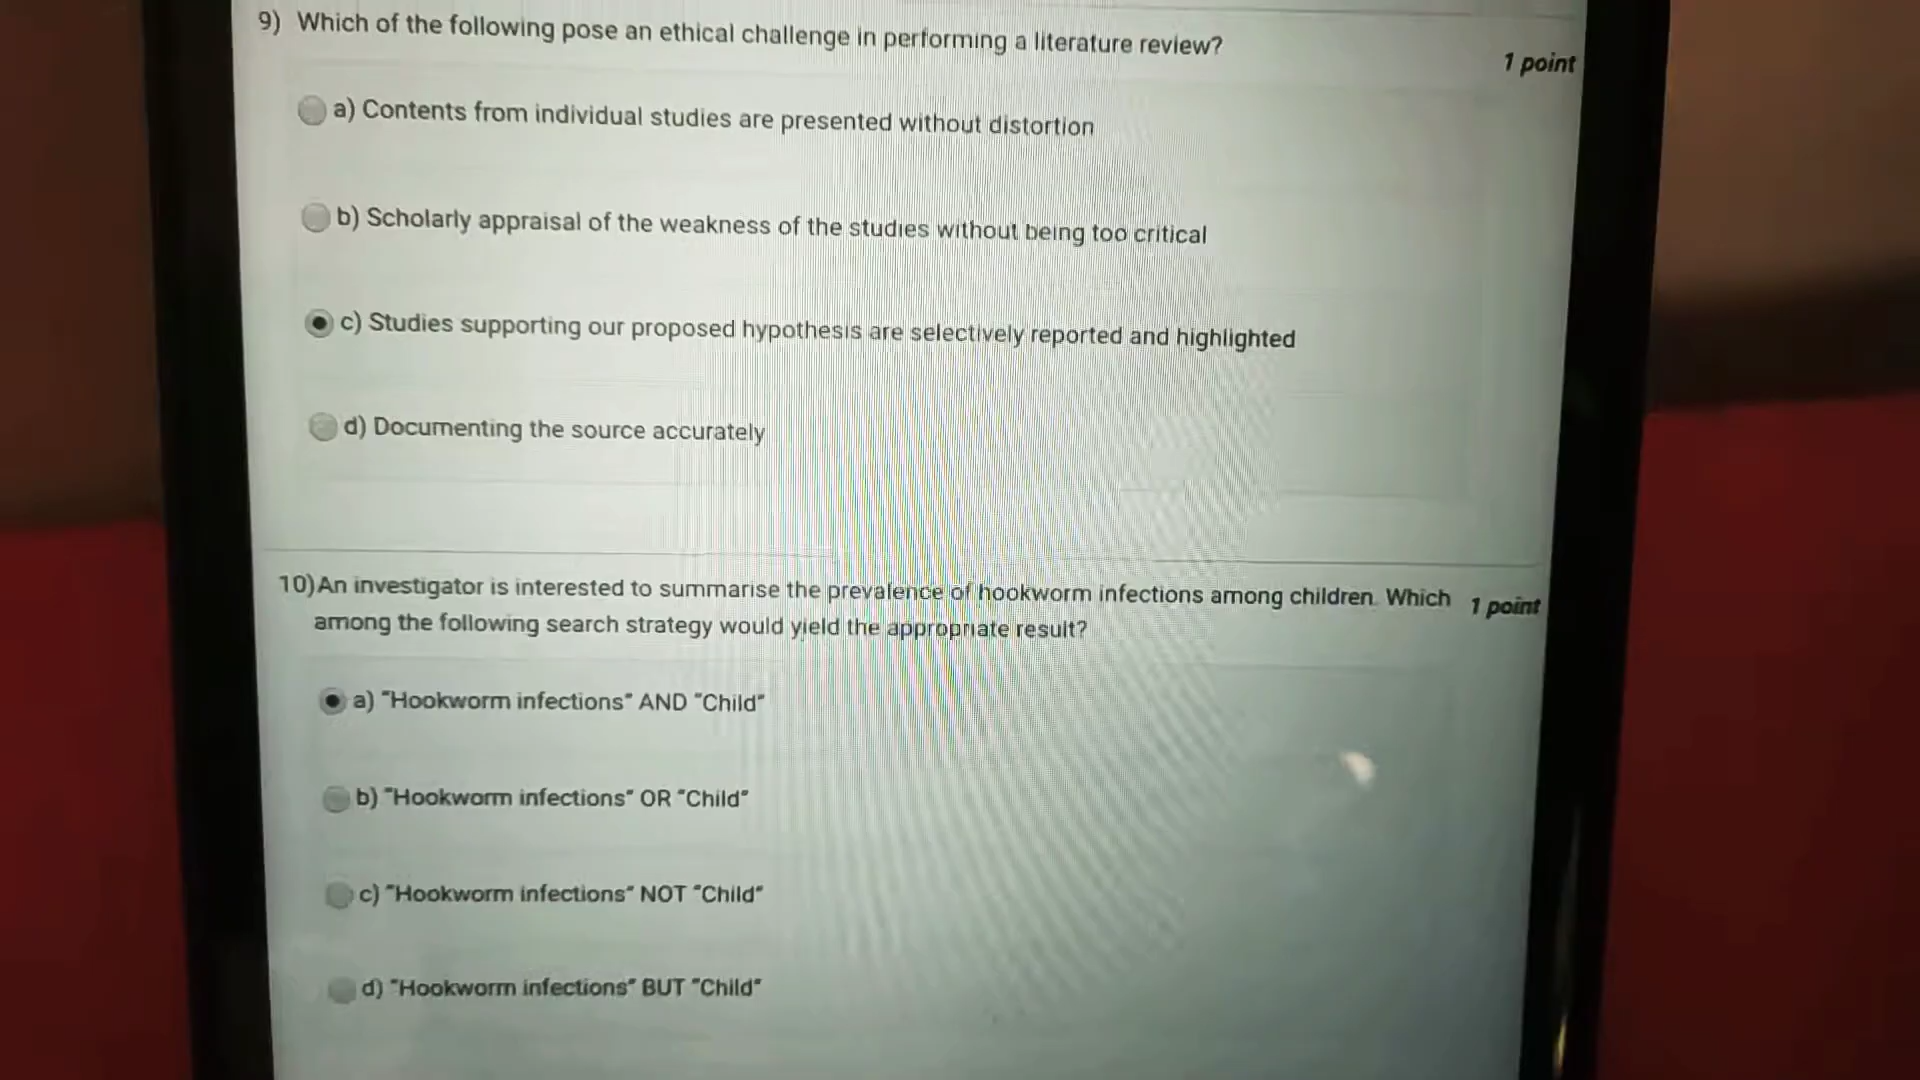 9) Which of the following pose an ethical challenge in performing a literature review?
1 point
a) Contents from individual studies are presented without distortion
b) Scholarly appraisal of the weakness of the studies without being too critical
c) Studies supporting our proposed hypothesis are selectively reported and highlighted
d) Documenting the source accurately
10) An investigator is interested to summarise the prevalence of hookworm infections among children. Which
1 point
among the following search strategy would yield the appropriate result?
a) "Hookworm infections" AND "Child"
b) "Hookworm infections" OR "Child"
c) "Hookworm infections" NOT "Child"
d) "Hookworm infections" BUT "Child"